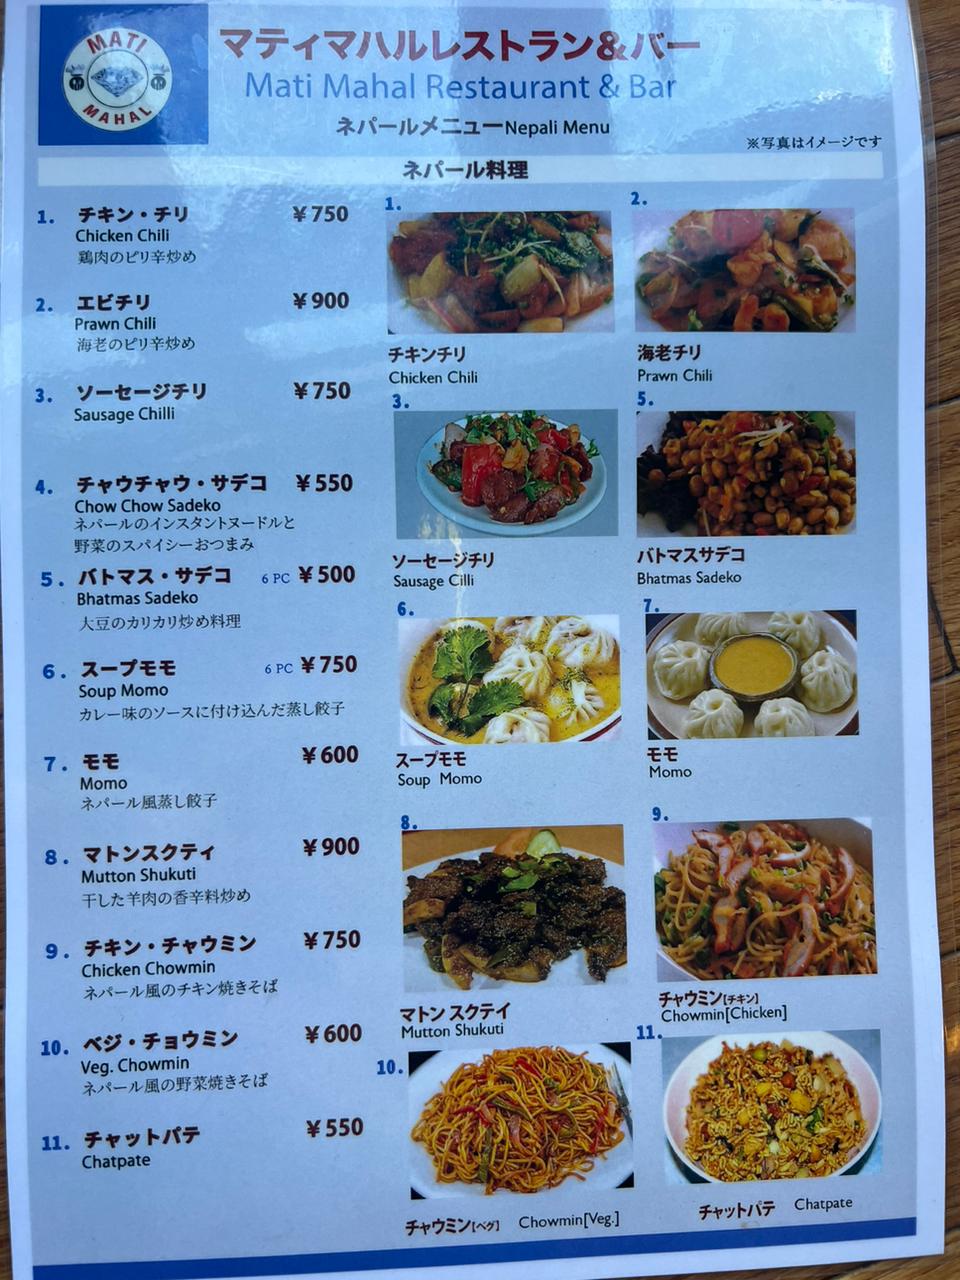 MATI
MAHAL
マティマハルレストラン&バー
Mati Mahal Restaurant & Bar
ネパールメニューNepali Menu
※写真はイメージです
ネパール料理
1. チキン・チリ ¥750
Chicken Chili
鶏肉のピリ辛炒め
2. エビチリ ¥900
Prawn Chili
海老のピリ辛炒め
3. ソーセージチリ ¥750
Sausage Chilli
4. チャウチャウ・サデコ ¥550
Chow Chow Sadeko
ネパールのインスタントヌードルと
野菜のスパイシーおつまみ
5. バトマス・サデコ 6 PC ¥500
Bhatmas Sadeko
大豆のカリカリ炒め料理
6. スープモモ 6 PC ¥750
Soup Momo
カレー味のソースに付け込んだ蒸し餃子
7. モモ ¥600
Momo
ネパール風蒸し餃子
8. マトンスクティ ¥900
Mutton Shukuti
干した羊肉の香辛料炒め
9. チキン・チャウミン ¥750
Chicken Chowmin
ネパール風のチキン焼きそば
10. ベジ・チョウミン ¥600
Veg. Chowmin
ネパール風の野菜焼きそば
11. チャットパテ ¥550
Chatpate
1.
チキンチリ
Chicken Chili
2.
海老チリ
Prawn Chili
3.
ソーセージチリ
Sausage Cilli
5.
バトマスサデコ
Bhatmas Sadeko
6.
スープモモ
Soup Momo
7.
モモ
Momo
8.
マトン スクテイ
Mutton Shukuti
9.
チャウミン[チキン]
Chowmin[Chicken]
10.
チャウミン[ベグ] Chowmin[Veg.]
11.
チャットパテ Chatpate